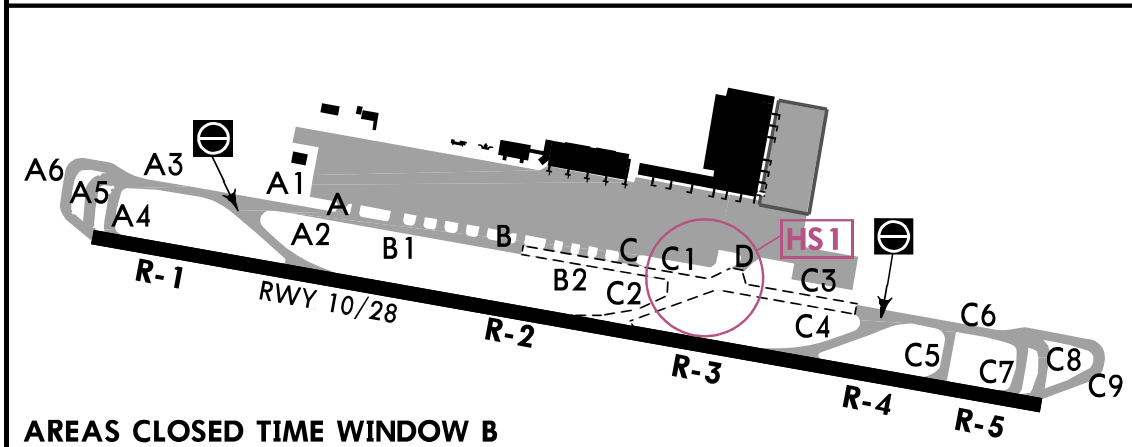 A6
A5
A4
A3
A1
A
A2
B1
B
B2
C
C1
C2
D
HS1
C3
C4
C6
C5
C7
C8
C9
R-1
RWY 10/28
R-2
R-3
R-4
R-5
AREAS CLOSED TIME WINDOW B